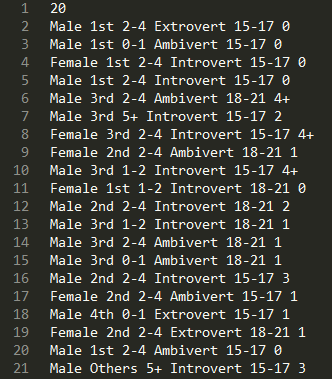 1 20
2 Male 1st 2-4 Extrovert 15-17 0
3 Male 1st 0-1 Ambivert 15-17 0
4 Female 1st 2-4 Introvert 15-17 0
5 Male 1st 2-4 Introvert 15-17 0
6 Male 3rd 2-4 Ambivert 18-21 4+
7 Male 3rd 5+ Introvert 15-17 2
8 Female 3rd 2-4 Introvert 15-17 4+
9 Female 2nd 2-4 Ambivert 18-21 1
10 Male 3rd 1-2 Introvert 15-17 4+
11 Female 1st 1-2 Introvert 18-21 0
12 Male 2nd 2-4 Introvert 18-21 2
13 Male 3rd 1-2 Introvert 18-21 1
14 Male 3rd 2-4 Ambivert 18-21 1
15 Male 3rd 0-1 Ambivert 18-21 1
16 Male 2nd 2-4 Introvert 15-17 3
17 Female 2nd 2-4 Ambivert 15-17 1
18 Male 4th 0-1 Extrovert 15-17 1
19 Female 2nd 2-4 Extrovert 18-21 1
20 Male 1st 2-4 Ambivert 15-17 0
21 Male Others 5+ Introvert 15-17 3